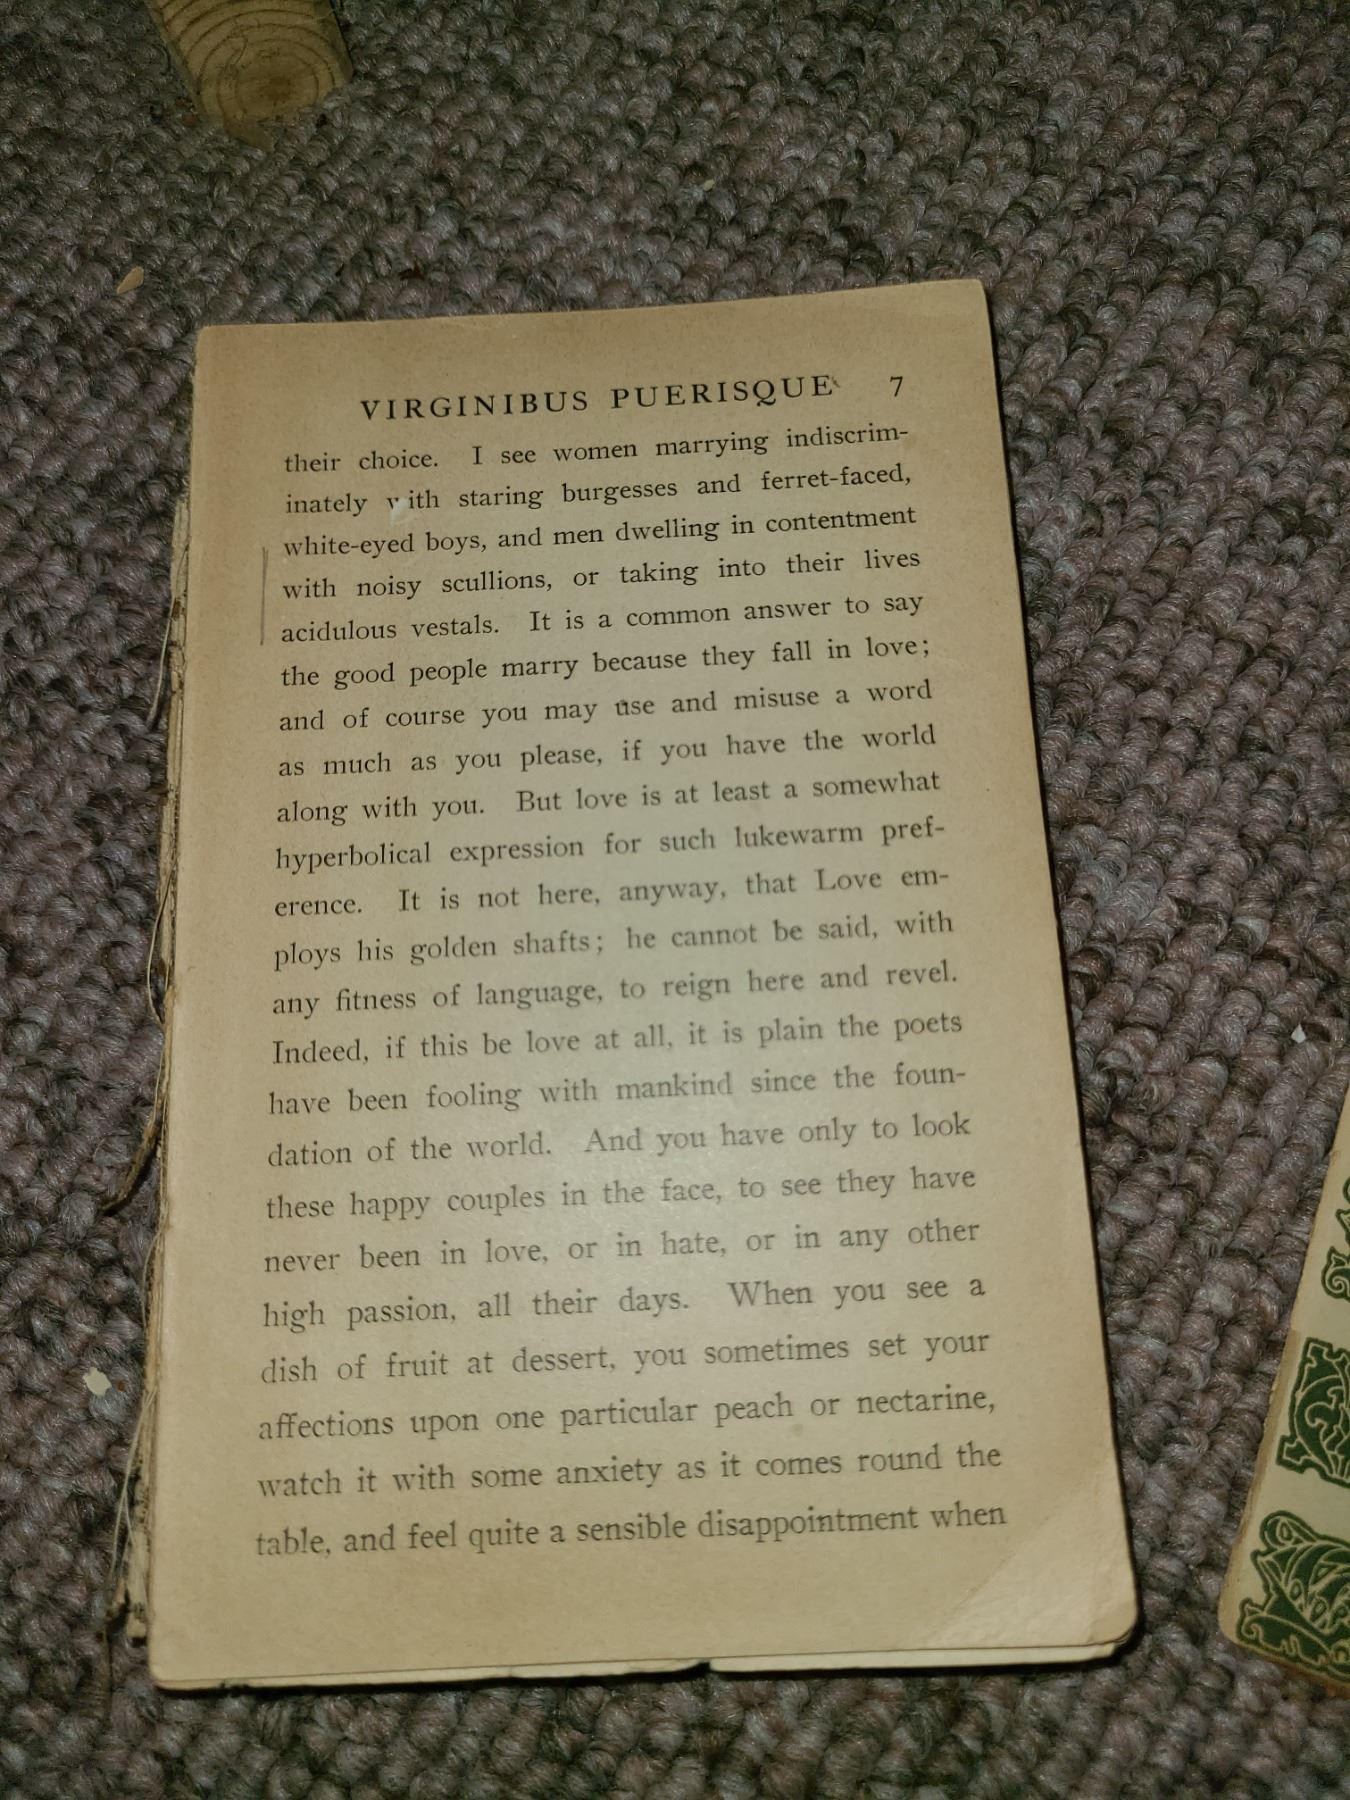 VIRGINIBUS PUERISQUE 7
their choice. I see women marrying indiscrim-
inately with staring burgesses and ferret-faced,
white-eyed boys, and men dwelling in contentment
with noisy scullions, or taking into their lives
acidulous vestals. It is a common answer to say
the good people marry because they fall in love;
and of course you may use and misuse a word
as much as you please, if you have the world
along with you. But love is at least a somewhat
hyperbolical expression for such lukewarm pref-
erence. It is not here, anyway, that Love em-
ploys his golden shafts; he cannot be said, with
any fitness of language, to reign here and revel.
Indeed, if this be love at all, it is plain the poets
have been fooling with mankind since the foun-
dation of the world. And you have only to look
these happy couples in the face, to see they have
never been in love, or in hate, or in any other
high passion, all their days. When you see a
dish of fruit at dessert, you sometimes set your
affections upon one particular peach or nectarine,
watch it with some anxiety as it comes round the
table, and feel quite a sensible disappointment when